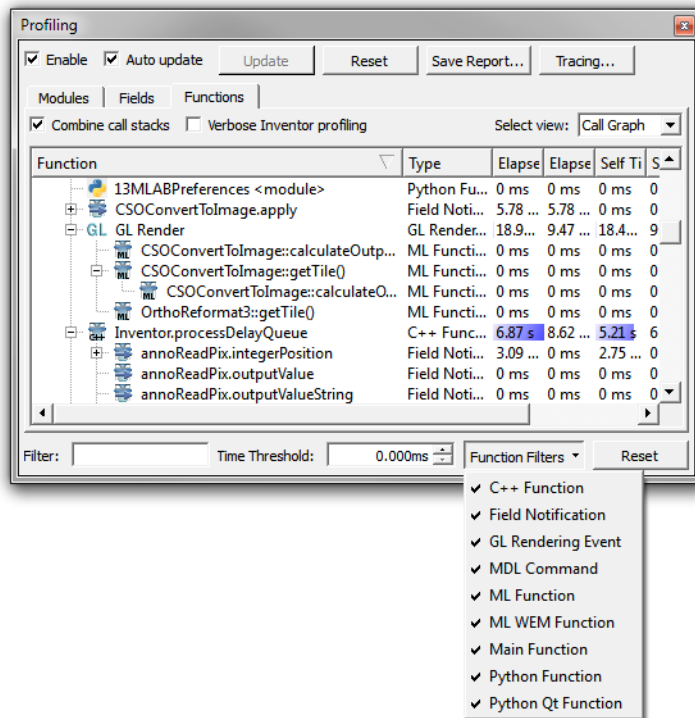 Profiling
Enable Auto update Update Reset Save Report... Tracing...
Modules Fields Functions
Combine call stacks Verbose Inventor profiling Select view: Call Graph
Function Type Elapse Elapse Self Ti S
13MLABPreferences <module> Python Fu... 0 ms 0 ms 0 ms 0
CSOConvertToImage.apply Field Noti... 5.78 ... 5.78 ... 0 ms 0
GL GL Render GL Render... 18.9... 9.47 ... 18.4... 9
ML CSOConvertToImage::calculateOutp... ML Functi... 0 ms 0 ms 0 ms 0
ML CSOConvertToImage::getTile() ML Functi... 0 ms 0 ms 0 ms 0
ML CSOConvertToImage::calculateO... ML Functi... 0 ms 0 ms 0 ms 0
ML OrthoReformat3::getTile() ML Functi... 0 ms 0 ms 0 ms 0
C++ Inventor.processDelayQueue C++ Func... 6.87 s 8.62 ... 5.21 s 6
annoReadPix.integerPosition Field Noti... 3.09 ... 0 ms 2.75 ... 0
annoReadPix.outputValue Field Noti... 0 ms 0 ms 0 ms 0
annoReadPix.outputValueString Field Noti... 0 ms 0 ms 0 ms 0
Filter: Time Threshold: 0.000ms Function Filters Reset
C++ Function
Field Notification
GL Rendering Event
MDL Command
ML Function
ML WEM Function
Main Function
Python Function
Python Qt Function